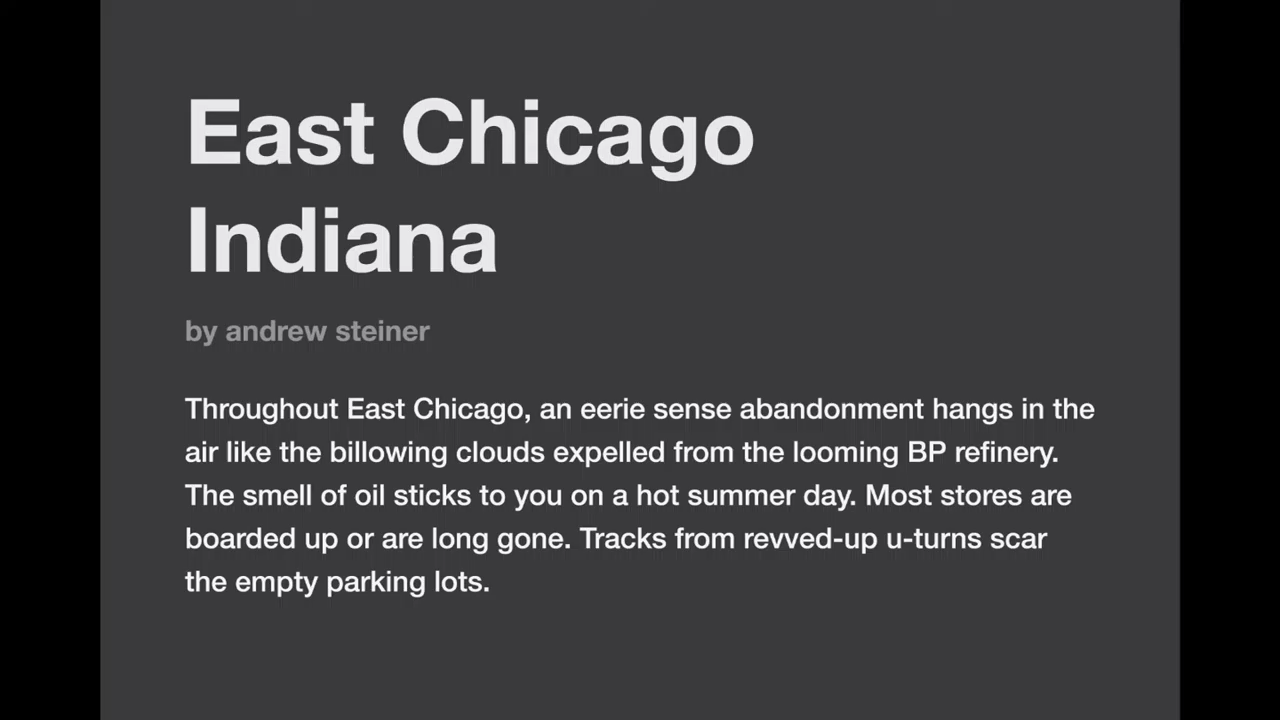 East Chicago
Indiana
by andrew steiner
Throughout East Chicago, an eerie sense abandonment hangs in the
air like the billowing clouds expelled from the looming BP refinery.
The smell of oil sticks to you on a hot summer day. Most stores are
boarded up or are long gone. Tracks from revved-up u-turns scar
the empty parking lots.